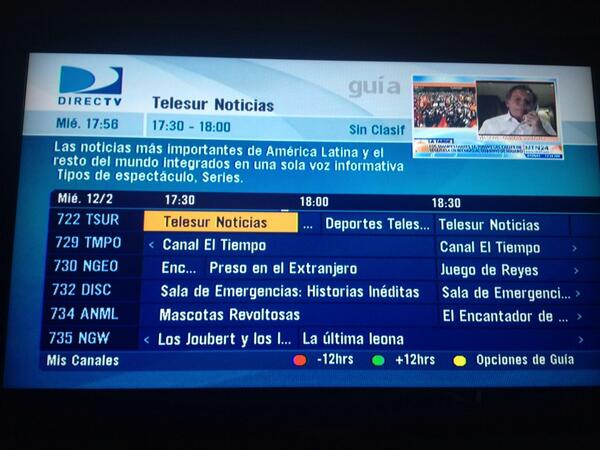 guía
DIRECTV
Telesur Noticias
Mié. 17:56
17:30 - 18:00
Sin Clasif
Las noticias más importantes de América Latina y el
resto del mundo integrados en una sola voz informativa
Tipos de espectáculo, Series.
NTN24
Mié. 12/2
17:30
18:00
18:30
722 TSUR
Telesur Noticias
...
Deportes Teles...
Telesur Noticias
729 TMPO
< Canal El Tiempo
Canal El Tiempo >
730 NGEO
Enc...
Preso en el Extranjero
Juego de Reyes >
732 DISC
Sala de Emergencias: Historias Inéditas
Sala de Emergenci... >
734 ANML
Mascotas Revoltosas
El Encantador de ... >
735 NGW
< Los Joubert y los l...
La última leona >
Mis Canales
-12hrs
+12hrs
Opciones de Guía